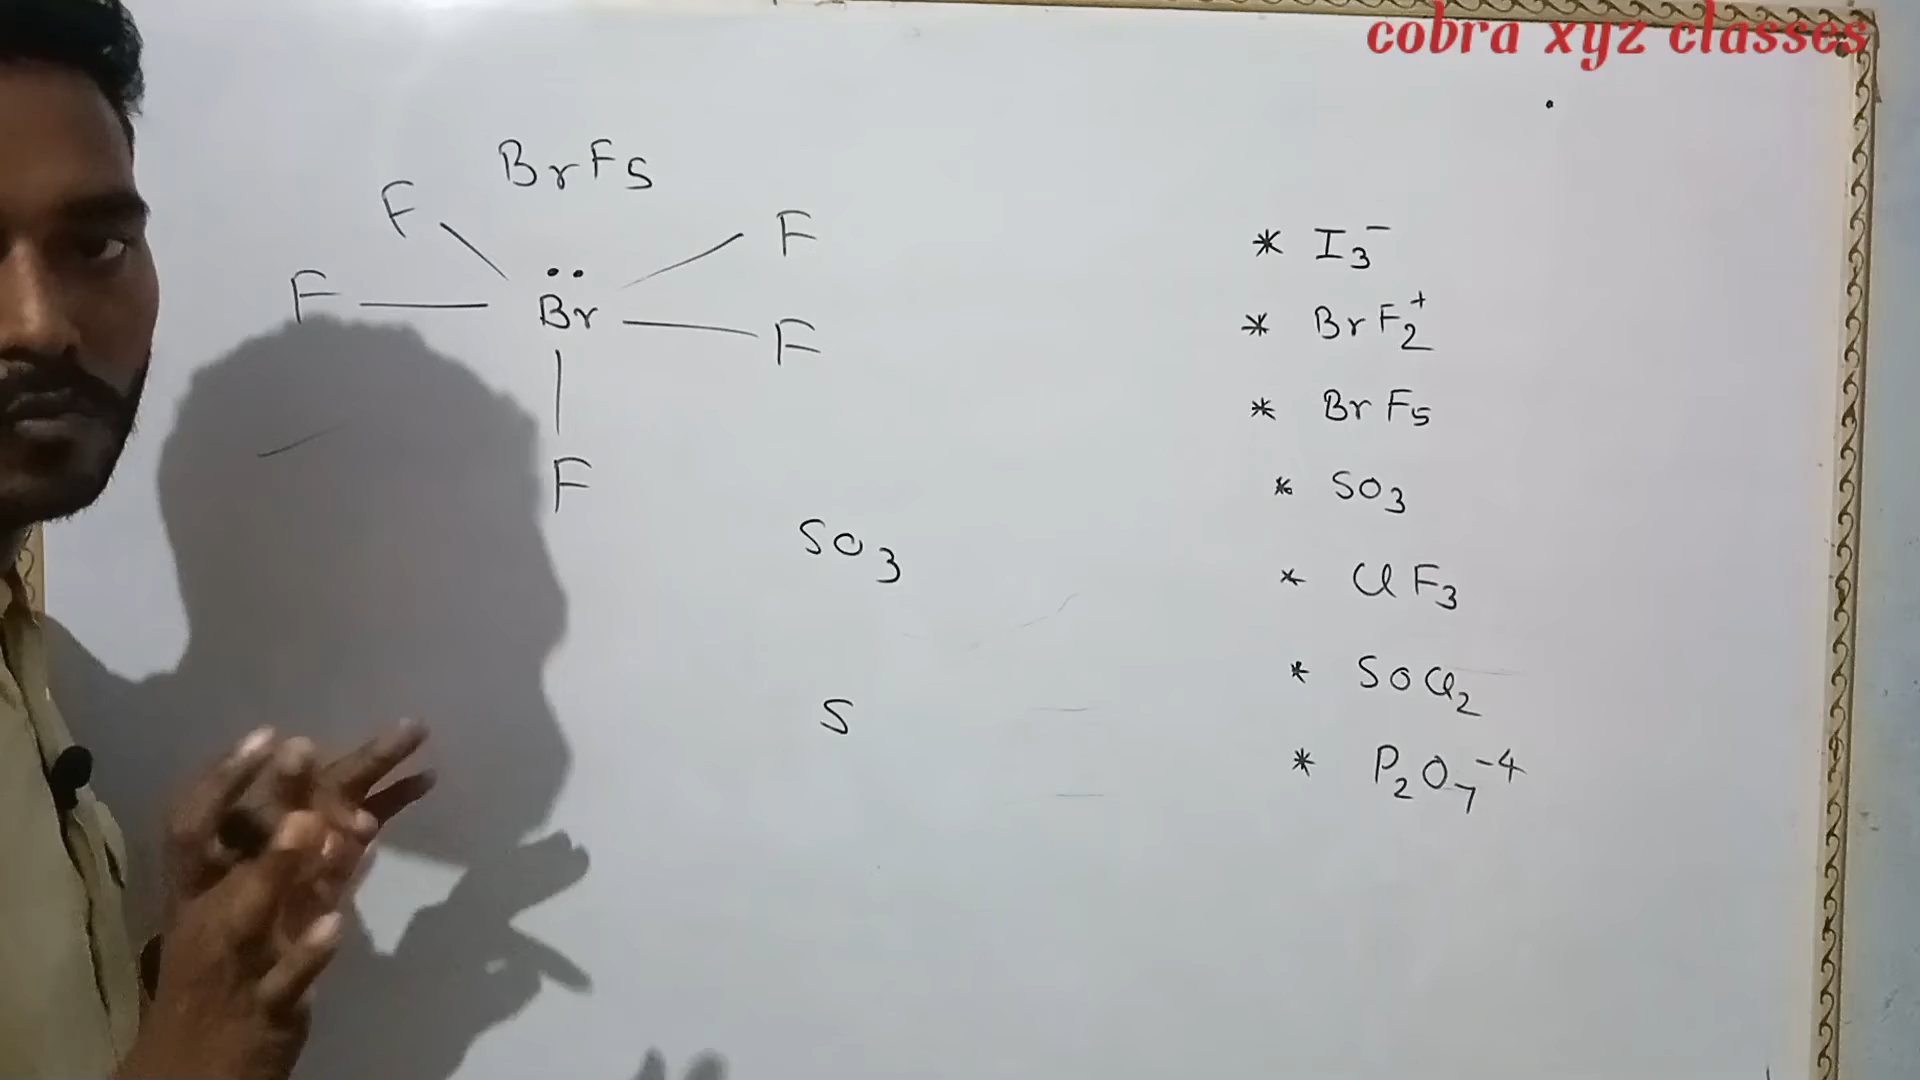 cobra xyz classes
BrF5
F F
F Br F
F
SO3
S
* I3⁻
* BrF2⁺
* BrF5
* SO3
* ClF3
* SOCl2
* P2O7⁻⁴